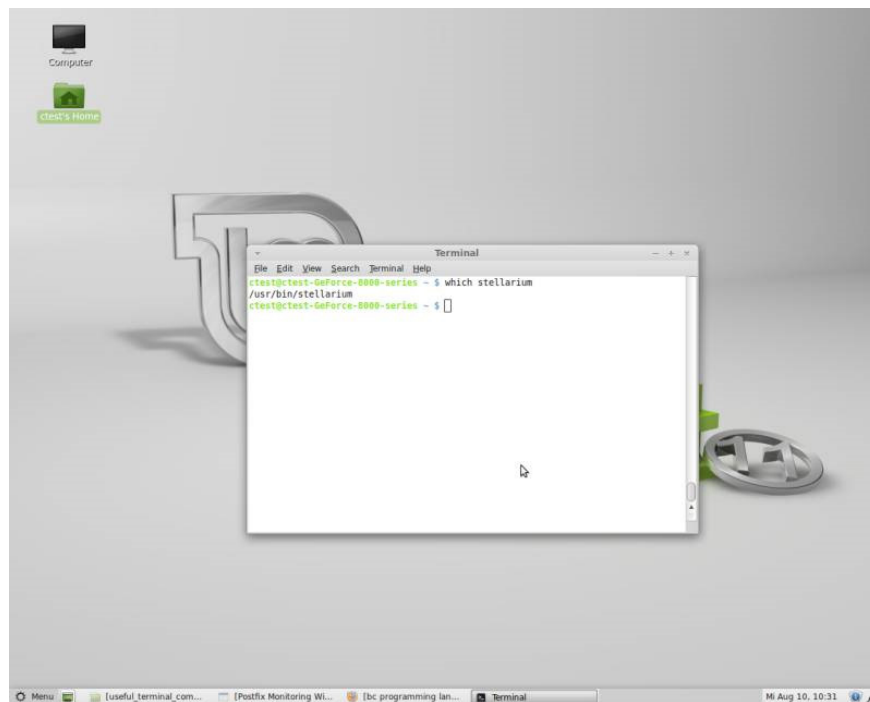 Computer
ctest's Home
Terminal
File Edit View Search Terminal Help
ctest@ctest-GeForce-8000-series ~ $ which stellarium
/usr/bin/stellarium
ctest@ctest-GeForce-8000-series ~ $
11
Menu [useful_terminal_com... [Postfix Monitoring Wi... [bc programming lan... Terminal Mi Aug 10, 10:31